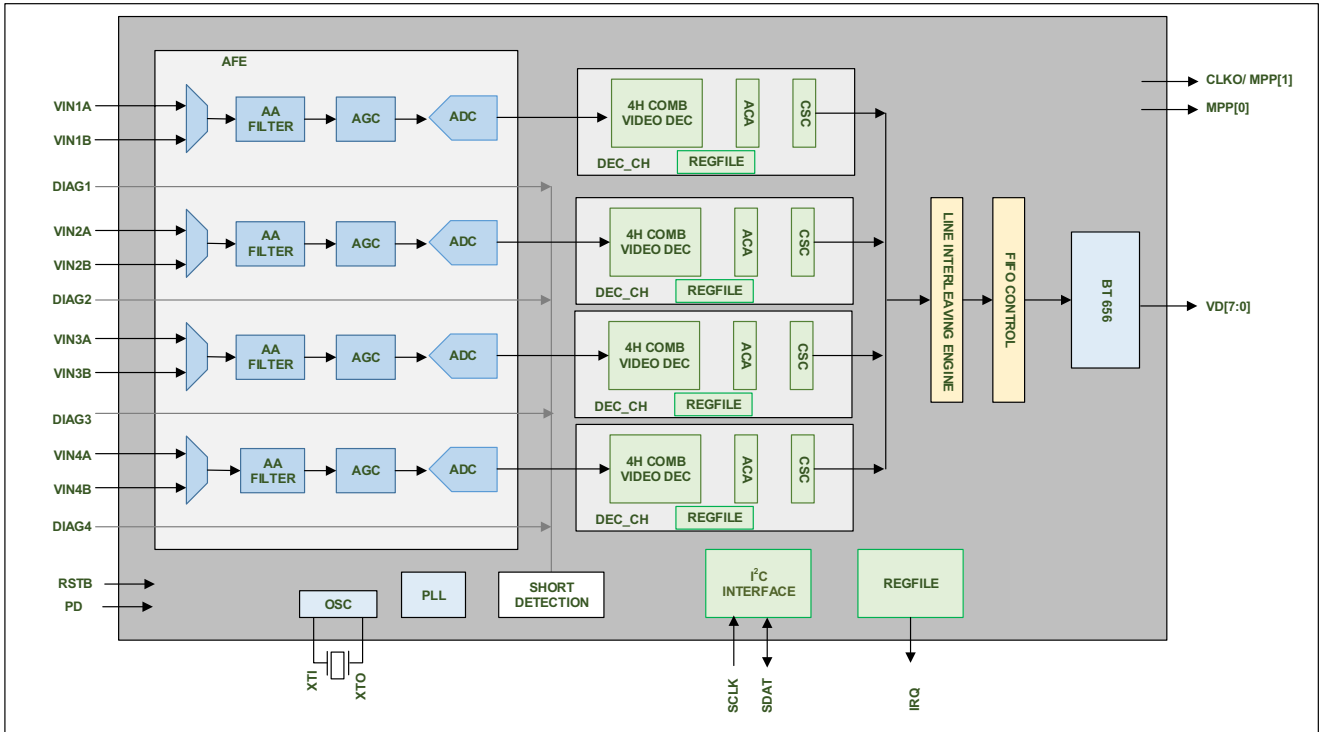 AFE
VIN1A
VIN1B
AA
FILTER
AGC
ADC
4H COMB
VIDEO DEC
ACA
CSC
DEC_CH
REGFILE
DIAG1
VIN2A
VIN2B
AA
FILTER
AGC
ADC
4H COMB
VIDEO DEC
ACA
CSC
DEC_CH
REGFILE
DIAG2
VIN3A
VIN3B
AA
FILTER
AGC
ADC
4H COMB
VIDEO DEC
ACA
CSC
DEC_CH
REGFILE
DIAG3
VIN4A
VIN4B
AA
FILTER
AGC
ADC
4H COMB
VIDEO DEC
ACA
CSC
DEC_CH
REGFILE
DIAG4
LINE INTERLEAVING ENGINE
FIFO CONTROL
BT 656
CLKO/ MPP[1]
MPP[0]
VD[7:0]
RSTB
PD
OSC
PLL
SHORT
DETECTION
I²C
INTERFACE
REGFILE
XTI
XTO
SCLK
SDAT
IRQ